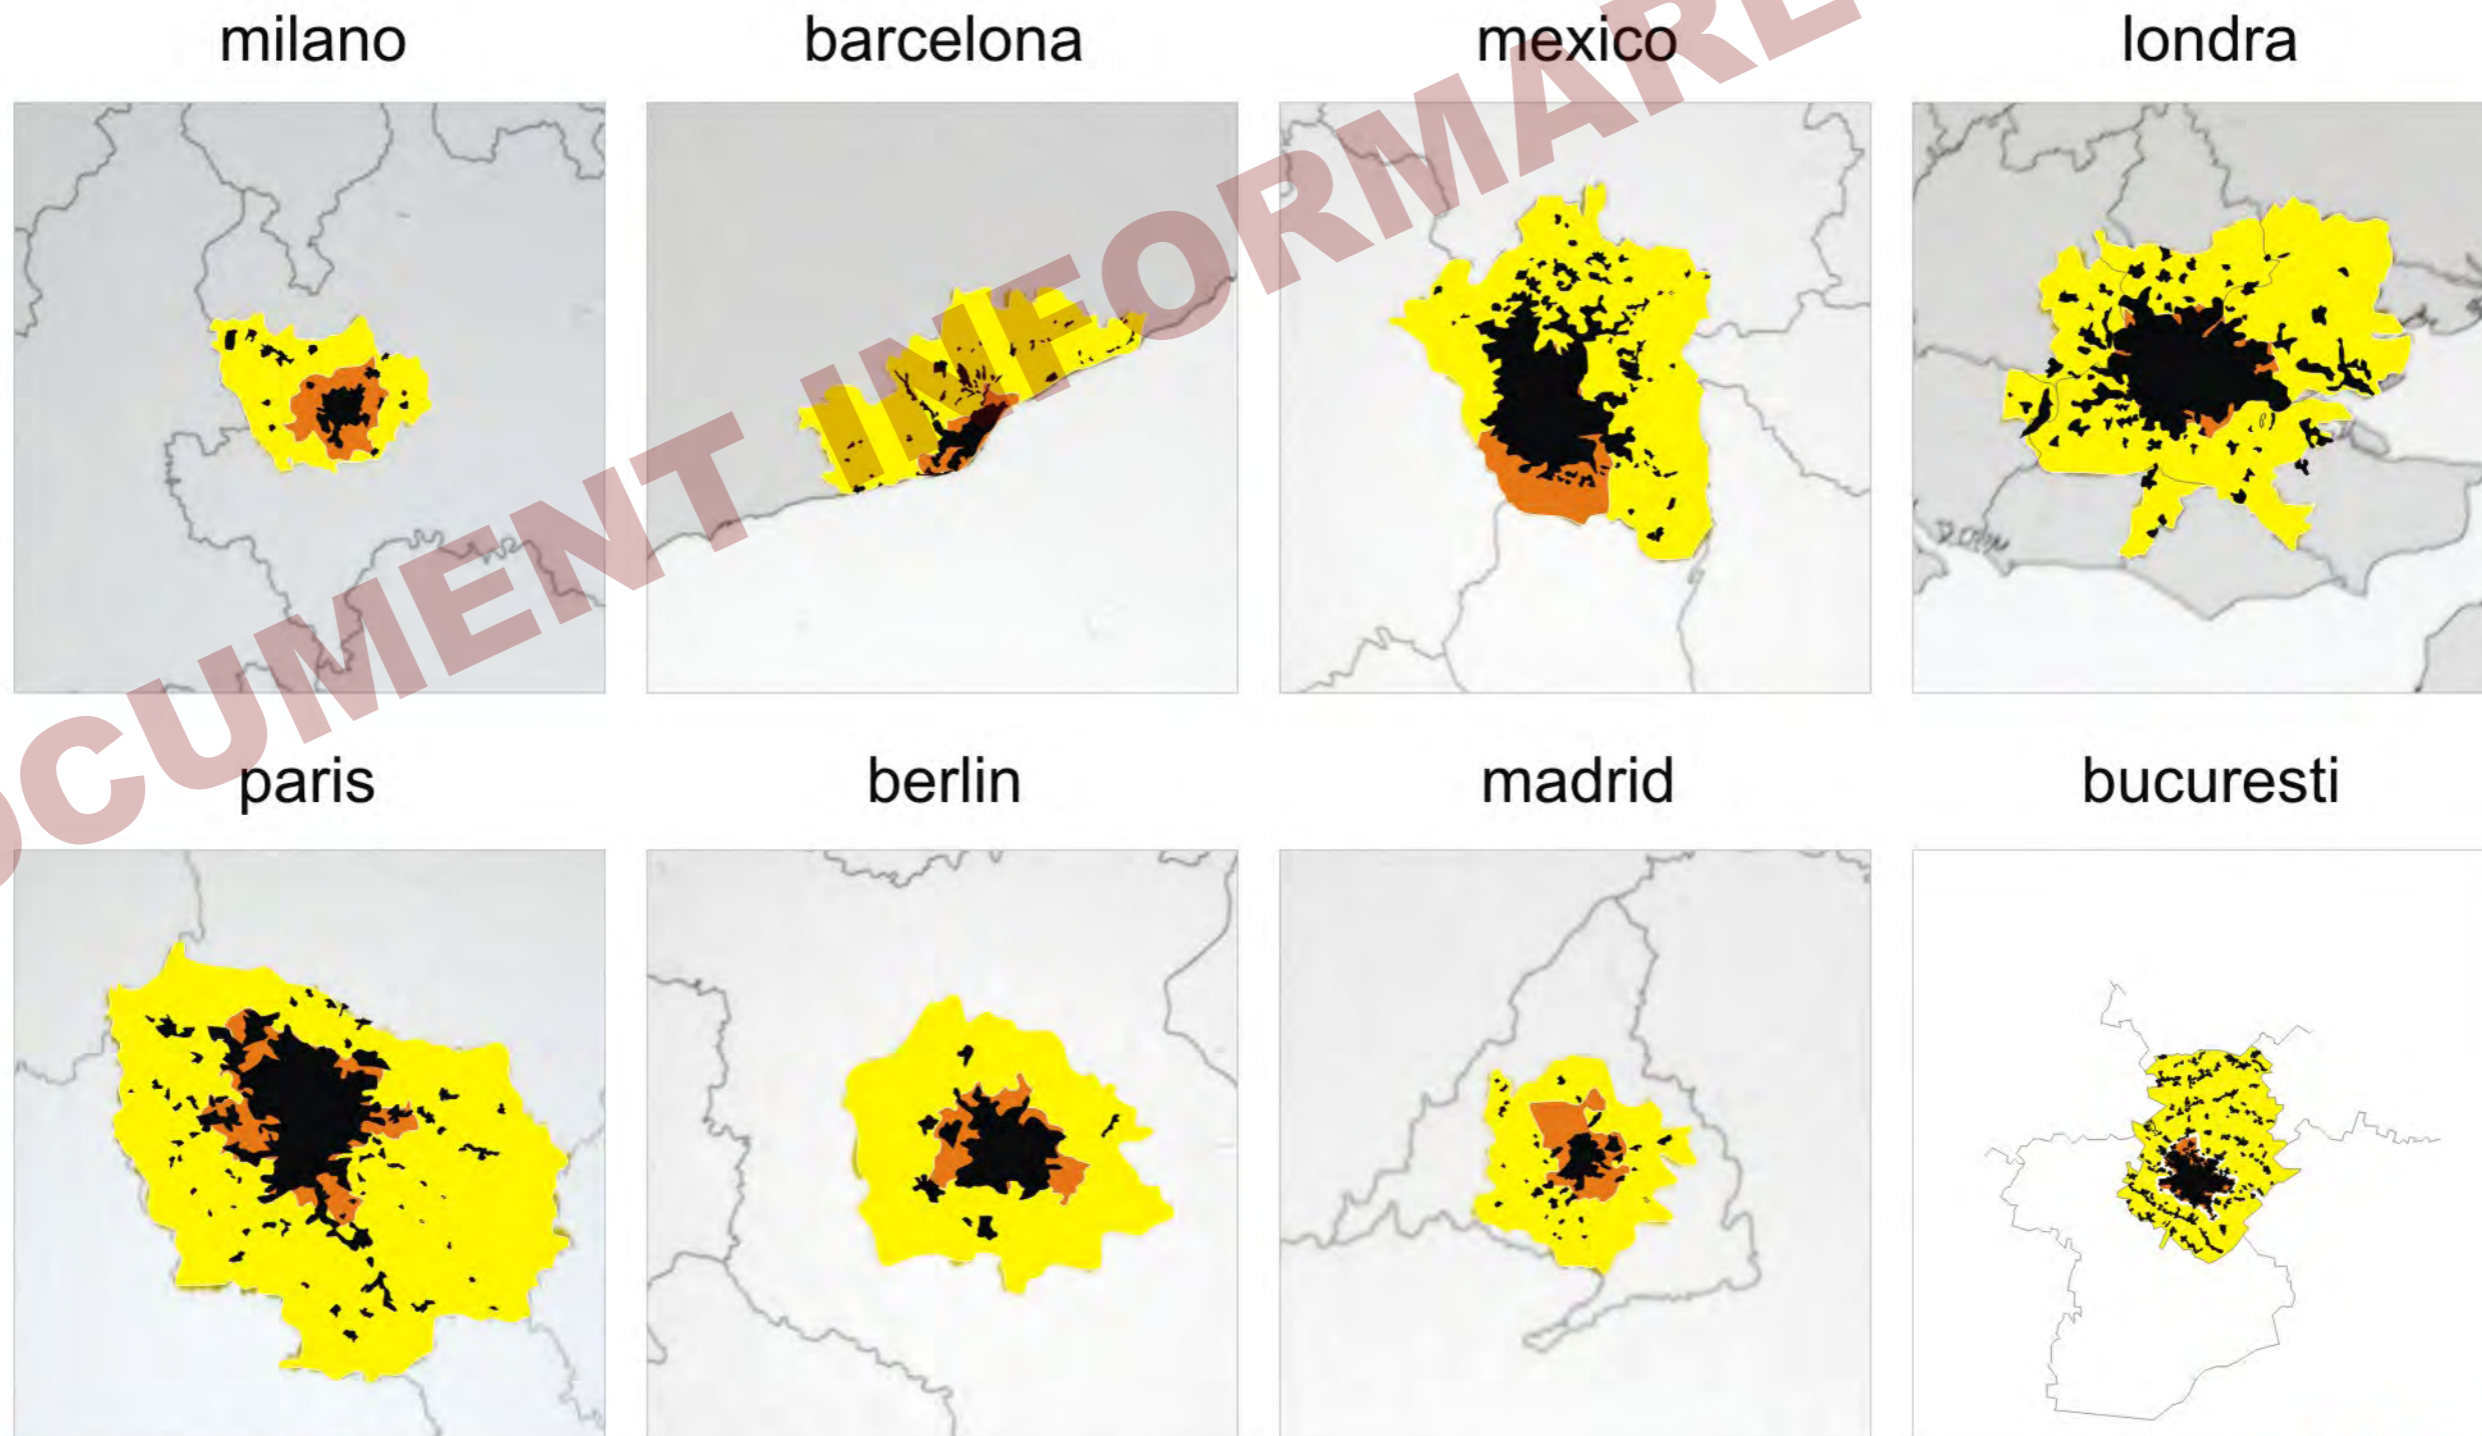 milano
barcelona
mexico
londra
DOCUMENT INFORMARE
paris
berlin
madrid
bucuresti